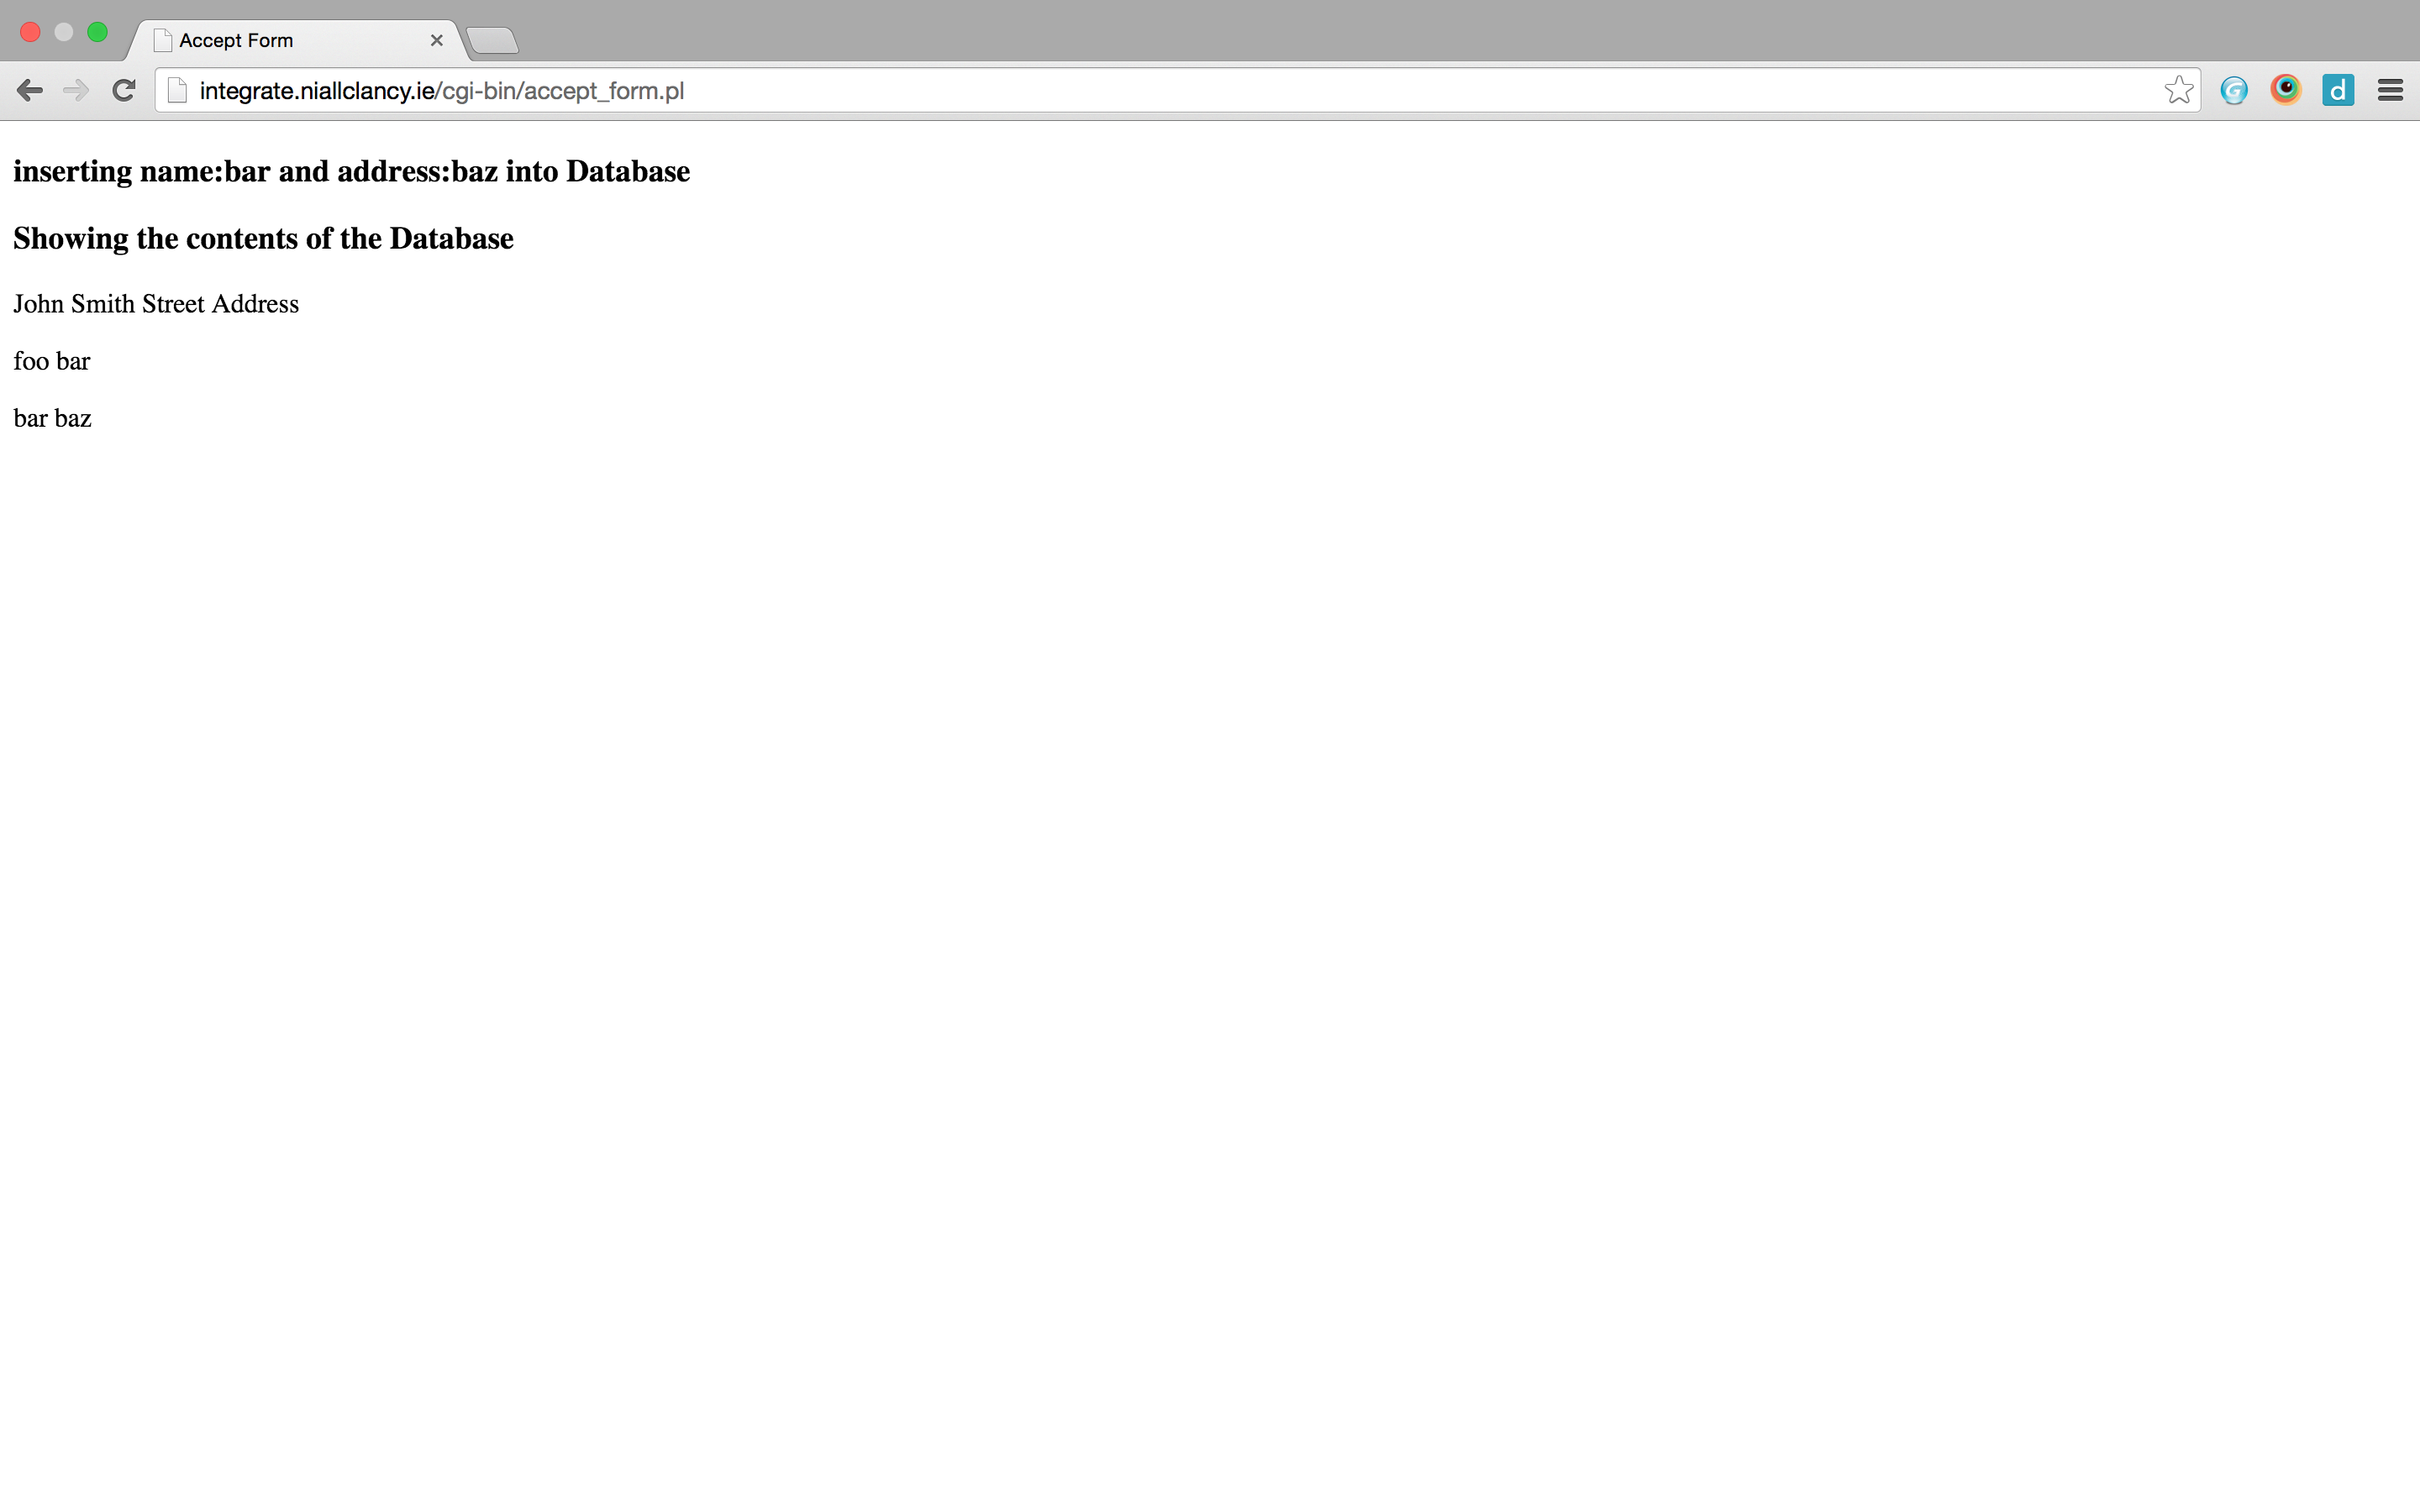 Accept Form
integrate.niallclancy.ie/cgi-bin/accept_form.pl
G
d
inserting name:bar and address:baz into Database
Showing the contents of the Database
John Smith Street Address
foo bar
bar baz